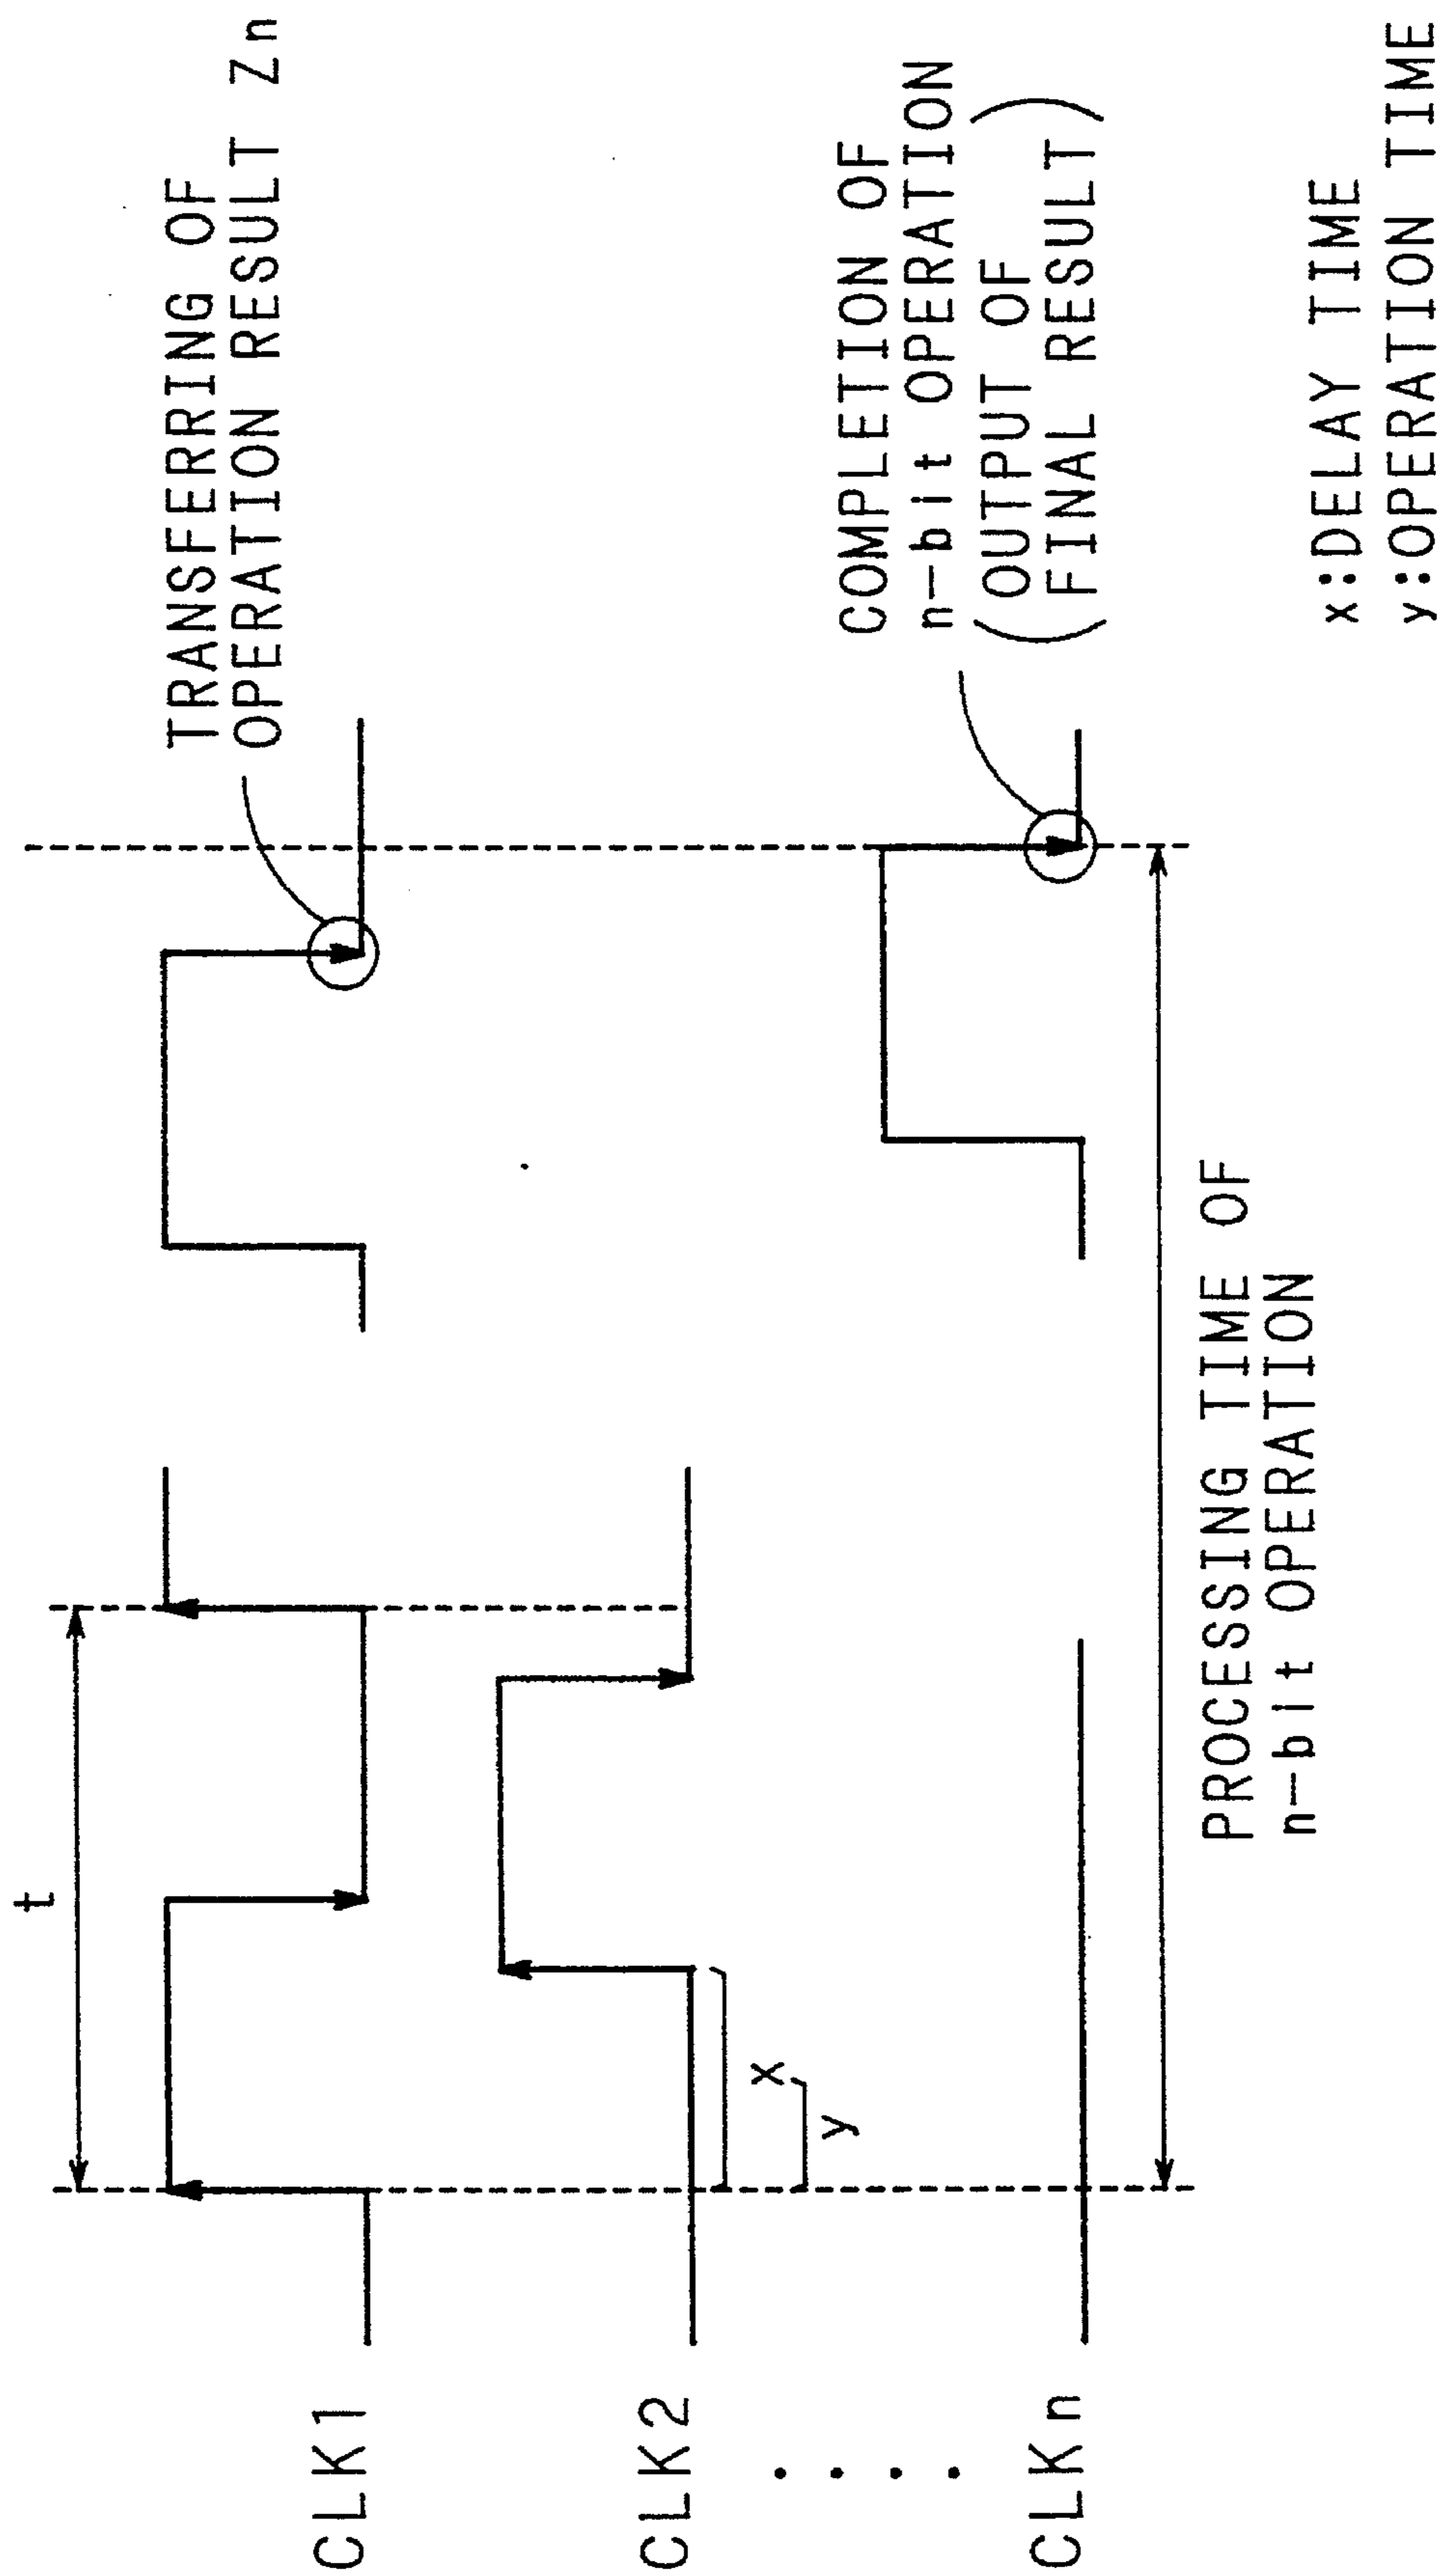 t
CLK1
TRANSFERRING OF
OPERATION RESULT Zn
CLK2
x
y
CLKn
COMPLETION OF
n-bit OPERATION
(OUTPUT OF
FINAL RESULT)
PROCESSING TIME OF
n-bit OPERATION
x:DELAY TIME
y:OPERATION TIME